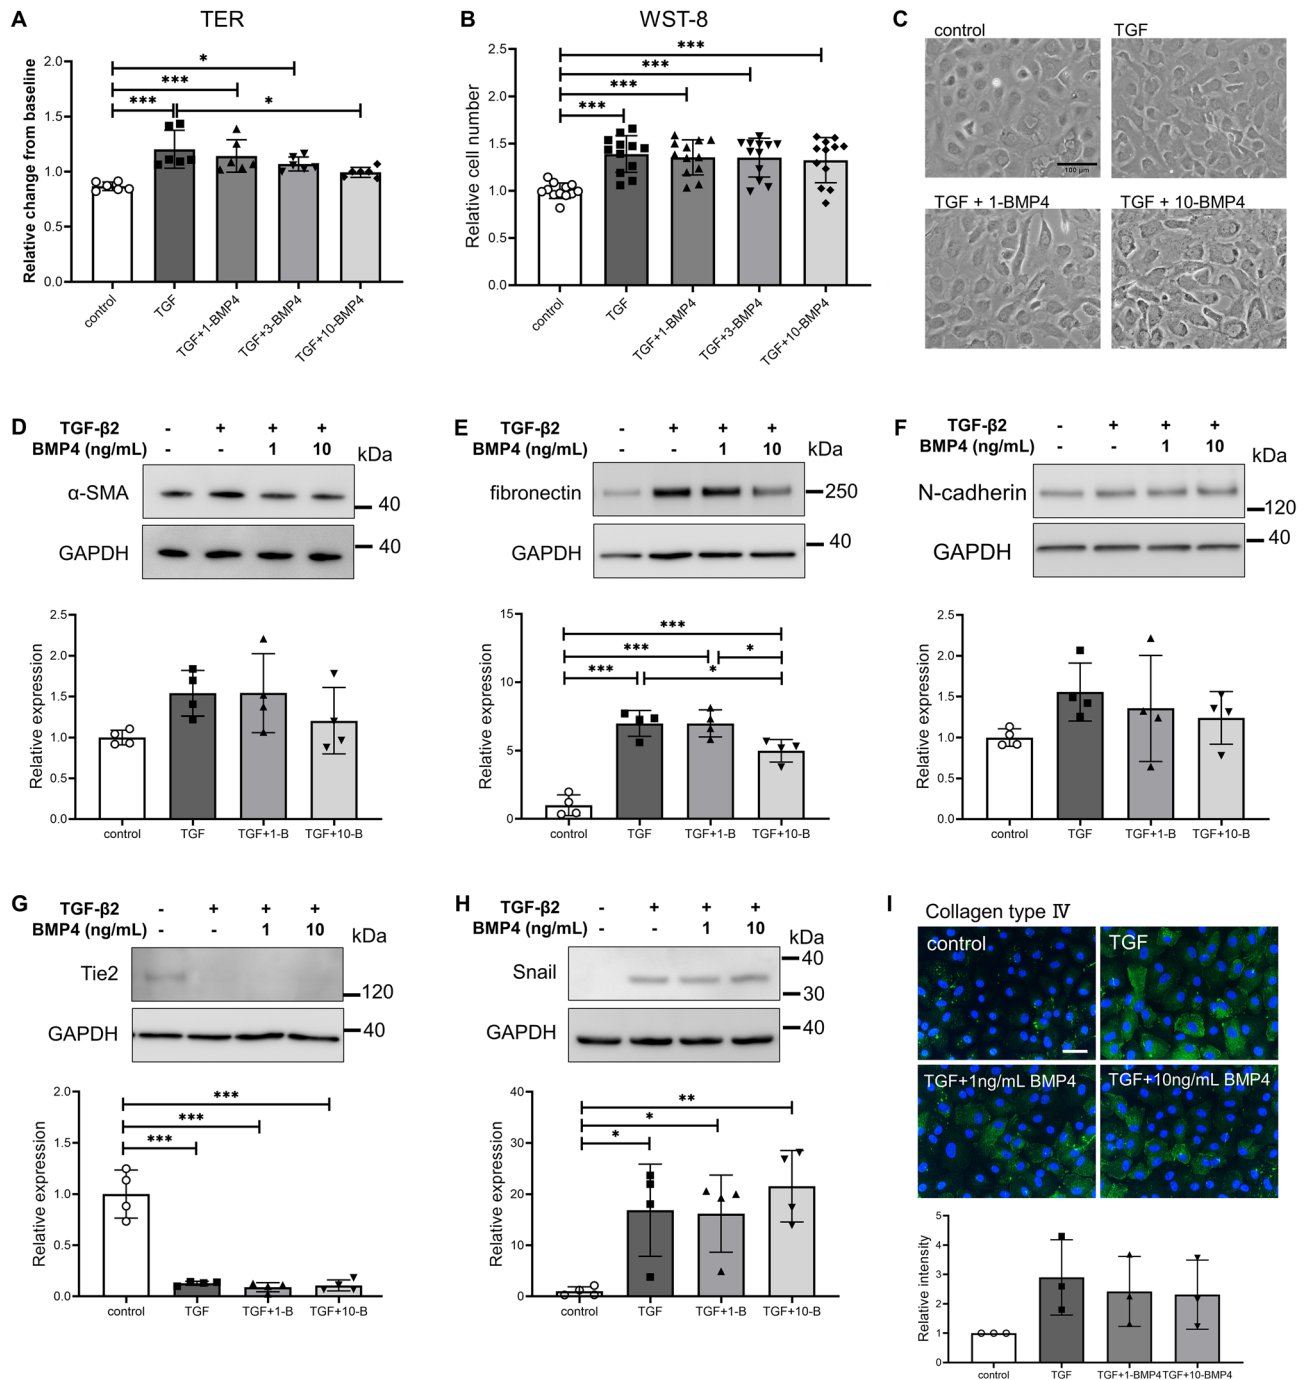 A
TER
Relative change from baseline
2.0
1.5
1.0
0.5
0.0
*
***
***
*
control
TGF
TGF+1-BMP4
TGF+3-BMP4
TGF+10-BMP4
B
WST-8
Relative cell number
2.5
2.0
1.5
1.0
0.5
0.0
***
***
***
***
control
TGF
TGF+1-BMP4
TGF+3-BMP4
TGF+10-BMP4
C
control
TGF
100 μm
TGF + 1-BMP4
TGF + 10-BMP4
D
TGF-β2 - + + +
BMP4 (ng/mL) - - 1 10
kDa
α-SMA
40
GAPDH
40
Relative expression
2.5
2.0
1.5
1.0
0.5
0.0
control
TGF
TGF+1-B
TGF+10-B
E
TGF-β2 - + + +
BMP4 (ng/mL) - - 1 10
kDa
fibronectin
250
GAPDH
40
Relative expression
15
10
5
0
***
***
*
***
*
control
TGF
TGF+1-B
TGF+10-B
F
TGF-β2 - + + +
BMP4 (ng/mL) - - 1 10
kDa
N-cadherin
120
GAPDH
40
Relative expression
2.5
2.0
1.5
1.0
0.5
0.0
control
TGF
TGF+1-B
TGF+10-B
G
TGF-β2 - + + +
BMP4 (ng/mL) - - 1 10
kDa
Tie2
120
GAPDH
40
Relative expression
2.0
1.5
1.0
0.5
0.0
***
***
***
control
TGF
TGF+1-B
TGF+10-B
H
TGF-β2 - + + +
BMP4 (ng/mL) - - 1 10
kDa
40
Snail
30
GAPDH
40
Relative expression
40
30
20
10
0
**
*
*
control
TGF
TGF+1-B
TGF+10-B
I
Collagen type Ⅳ
control
TGF
TGF+1ng/mL BMP4
TGF+10ng/mL BMP4
Relative intensity
5
4
3
2
1
0
control
TGF
TGF+1-BMP4
TGF+10-BMP4